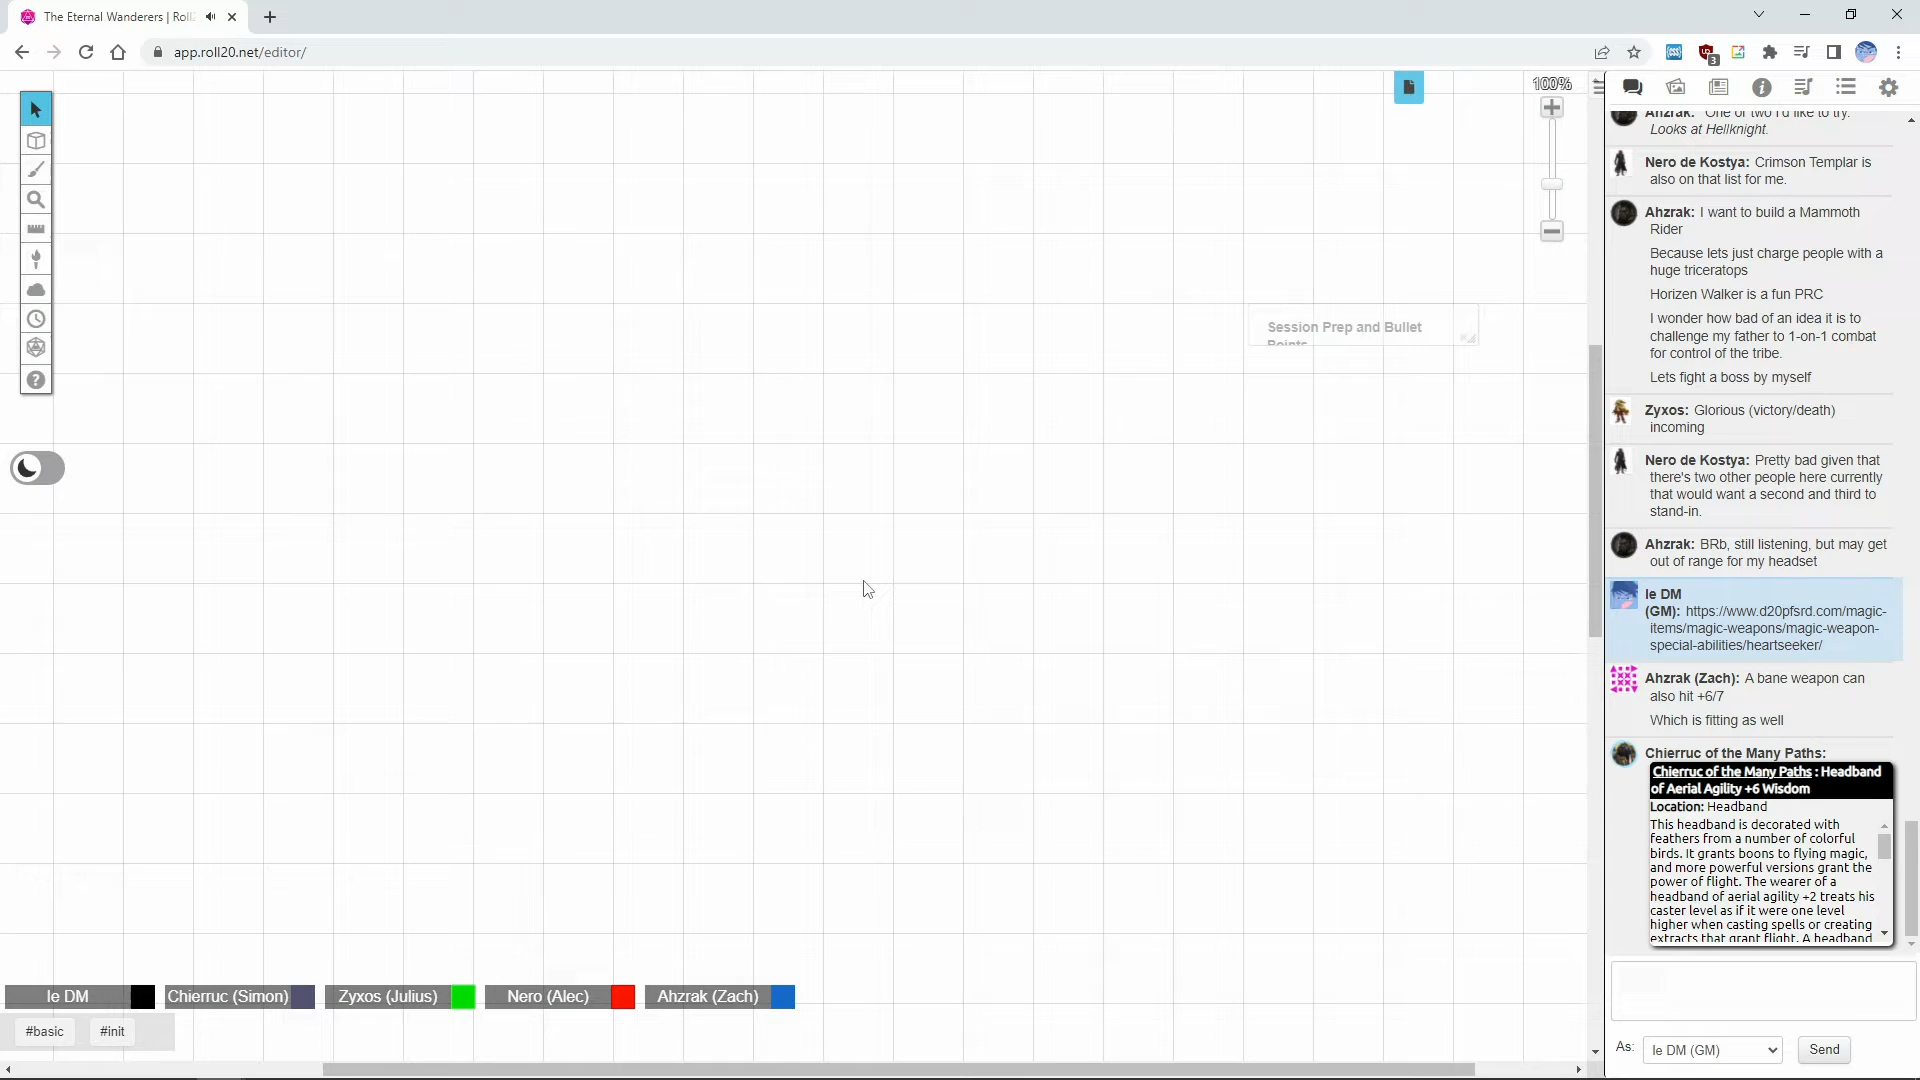 The Eternal Wanderers | Roll
app.roll20.net/editor/
3
100%
Session Prep and Bullet
Points
Ahzrak: "One or two I'd like to try.
Looks at Hellknight.
Nero de Kostya: Crimson Templar is
also on that list for me.
Ahzrak: I want to build a Mammoth
Rider
Because lets just charge people with a
huge triceratops
Horizen Walker is a fun PRC
I wonder how bad of an idea it is to
challenge my father to 1-on-1 combat
for control of the tribe.
Lets fight a boss by myself
Zyxos: Glorious (victory/death)
incoming
Nero de Kostya: Pretty bad given that
there's two other people here currently
that would want a second and third to
stand-in.
Ahzrak: BRb, still listening, but may get
out of range for my headset
le DM
(GM): https://www.d20pfsrd.com/magic-
items/magic-weapons/magic-weapon-
special-abilities/heartseeker/
Ahzrak (Zach): A bane weapon can
also hit +6/7
Which is fitting as well
Chierruc of the Many Paths:
Chierruc of the Many Paths : Headband
of Aerial Agility +6 Wisdom
Location: Headband
This headband is decorated with
feathers from a number of colorful
birds. It grants boons to flying magic,
and more powerful versions grant the
power of flight. The wearer of a
headband of aerial agility +2 treats his
caster level as if it were one level
higher when casting spells or creating
extracts that grant flight. A headband
le DM
Chierruc (Simon)
Zyxos (Julius)
Nero (Alec)
Ahzrak (Zach)
#basic
#init
As:
le DM (GM)
Send